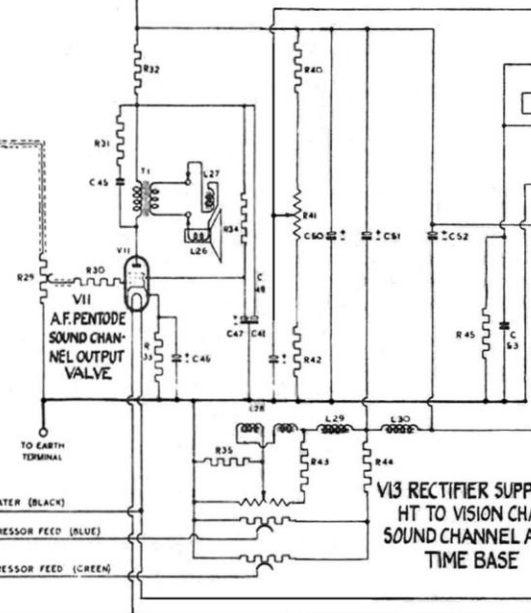 R32
R40
R31
C45
T1
L27
L26
R34
R41
C50
C51
C52
V11
R29
R30
V11
A.F. PENTODE
SOUND CHAN-
NEL OUTPUT
VALVE
R
33
C46
C
48
C47
C41
R42
R45
C
53
TO EARTH
TERMINAL
L28
L29
L30
R35
R43
R44
ATER (BLACK)
RESSOR FEED (BLUE)
RESSOR FEED (GREEN)
V13 RECTIFIER SUPP
HT TO VISION CHA
SOUND CHANNEL A
TIME BASE